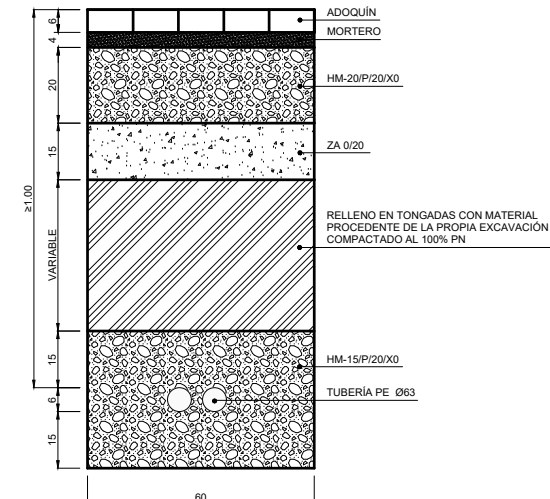 ADOQUÍN
MORTERO
HM-20/P/20/X0
ZA 0/20
RELLENO EN TONGADAS CON MATERIAL
PROCEDENTE DE LA PROPIA EXCAVACIÓN
COMPACTADO AL 100% PN
HM-15/P/20/X0
TUBERÍA PE Ø63
6
4
20
15
≥1.00
VARIABLE
15
6
15
60